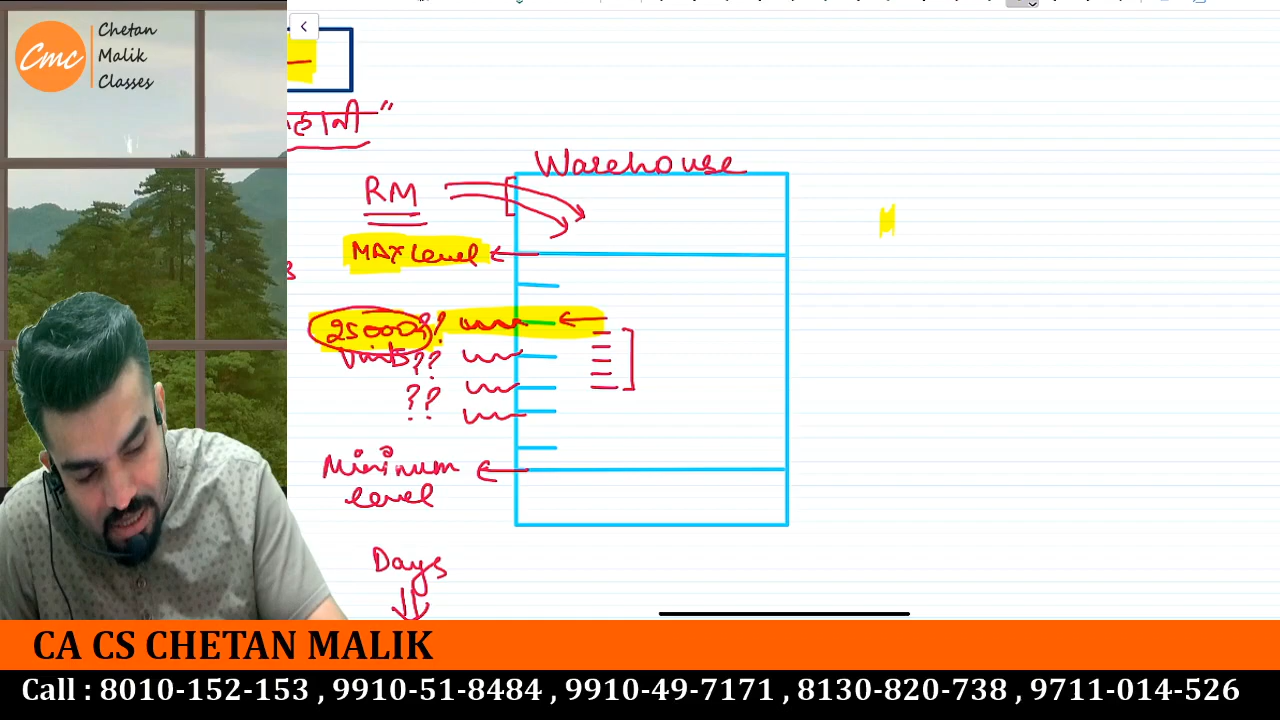 Cmc
Chetan
Malik
Classes
”
Warehouse
RM
MAX level
25000??
Units??
??
Minimum
level
Days
CA CS CHETAN MALIK
Call : 8010-152-153 , 9910-51-8484 , 9910-49-7171 , 8130-820-738 , 9711-014-526